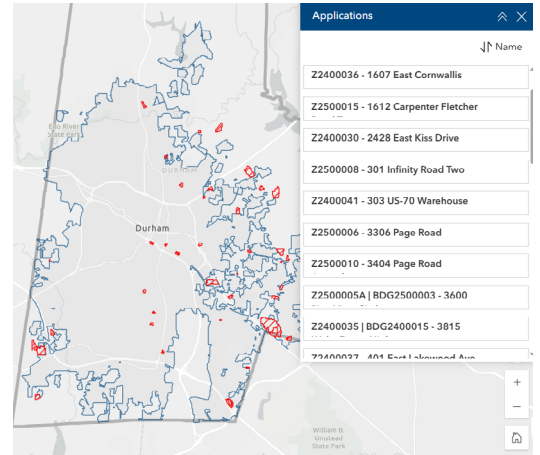 Applications
Name
Z2400036 - 1607 East Cornwallis
Z2500015 - 1612 Carpenter Fletcher
Z2400030 - 2428 East Kiss Drive
Z2500008 - 301 Infinity Road Two
Z2400041 - 303 US-70 Warehouse
Z2500006 - 3306 Page Road
Z2500010 - 3404 Page Road
Z2500005A | BDG2500003 - 3600
Z2400035 | BDG2400015 - 3815
Z2400037 - 401 East Lakewood Ave
Eno River
State Park
DURHAM
Durham
William B.
Umstead
State Park